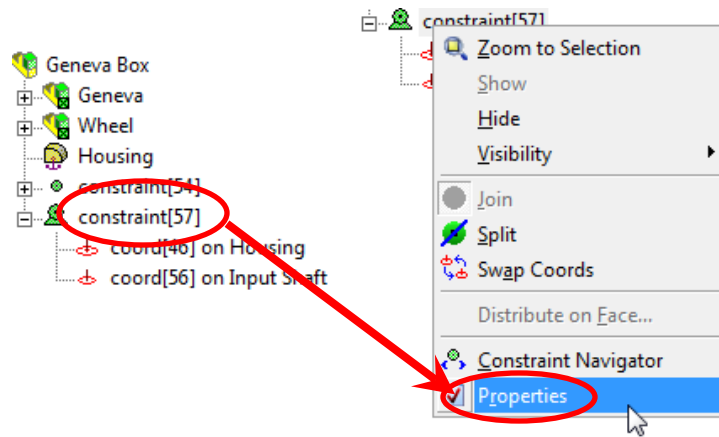 Geneva Box
Geneva
Wheel
Housing
constraint[54]
constraint[57]
coord[46] on Housing
coord[56] on Input Shaft
constraint[57]
Zoom to Selection
Show
Hide
Visibility
Join
Split
Swap Coords
Distribute on Face...
Constraint Navigator
Properties